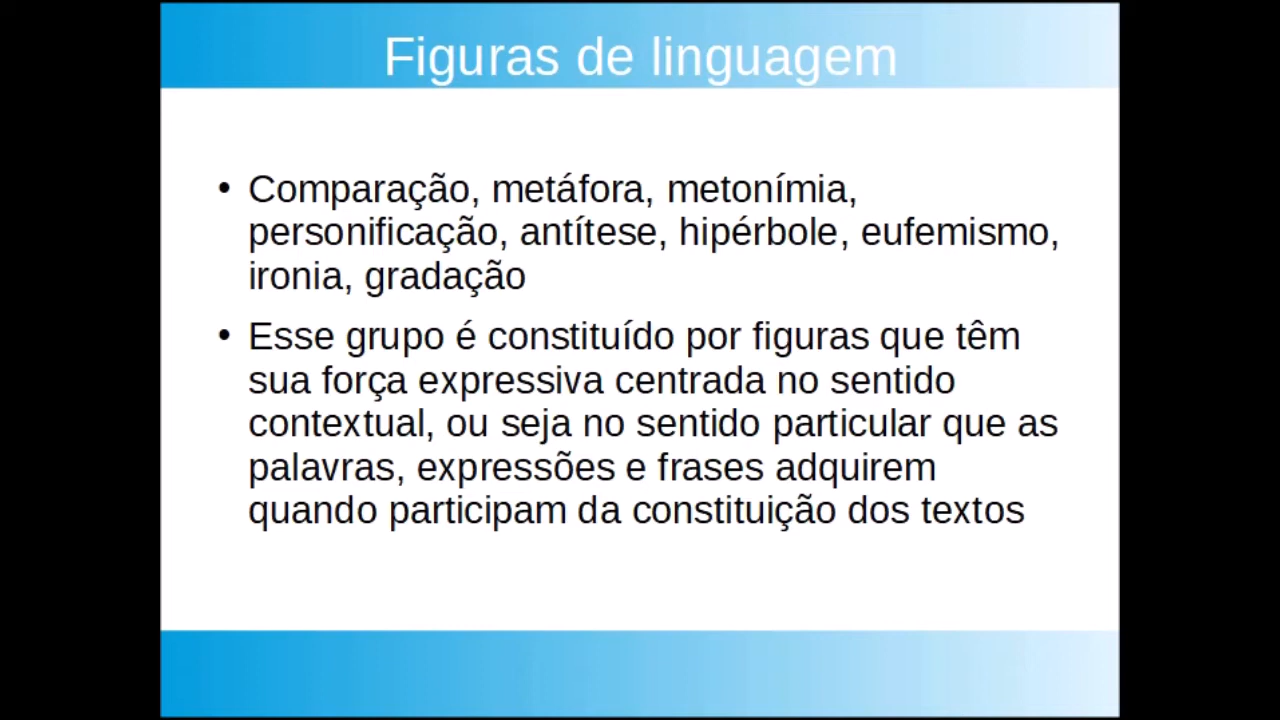 Figuras de linguagem
• Comparação, metáfora, metonímia,
personificação, antítese, hipérbole, eufemismo,
ironia, gradação
• Esse grupo é constituído por figuras que têm
sua força expressiva centrada no sentido
contextual, ou seja no sentido particular que as
palavras, expressões e frases adquirem
quando participam da constituição dos textos